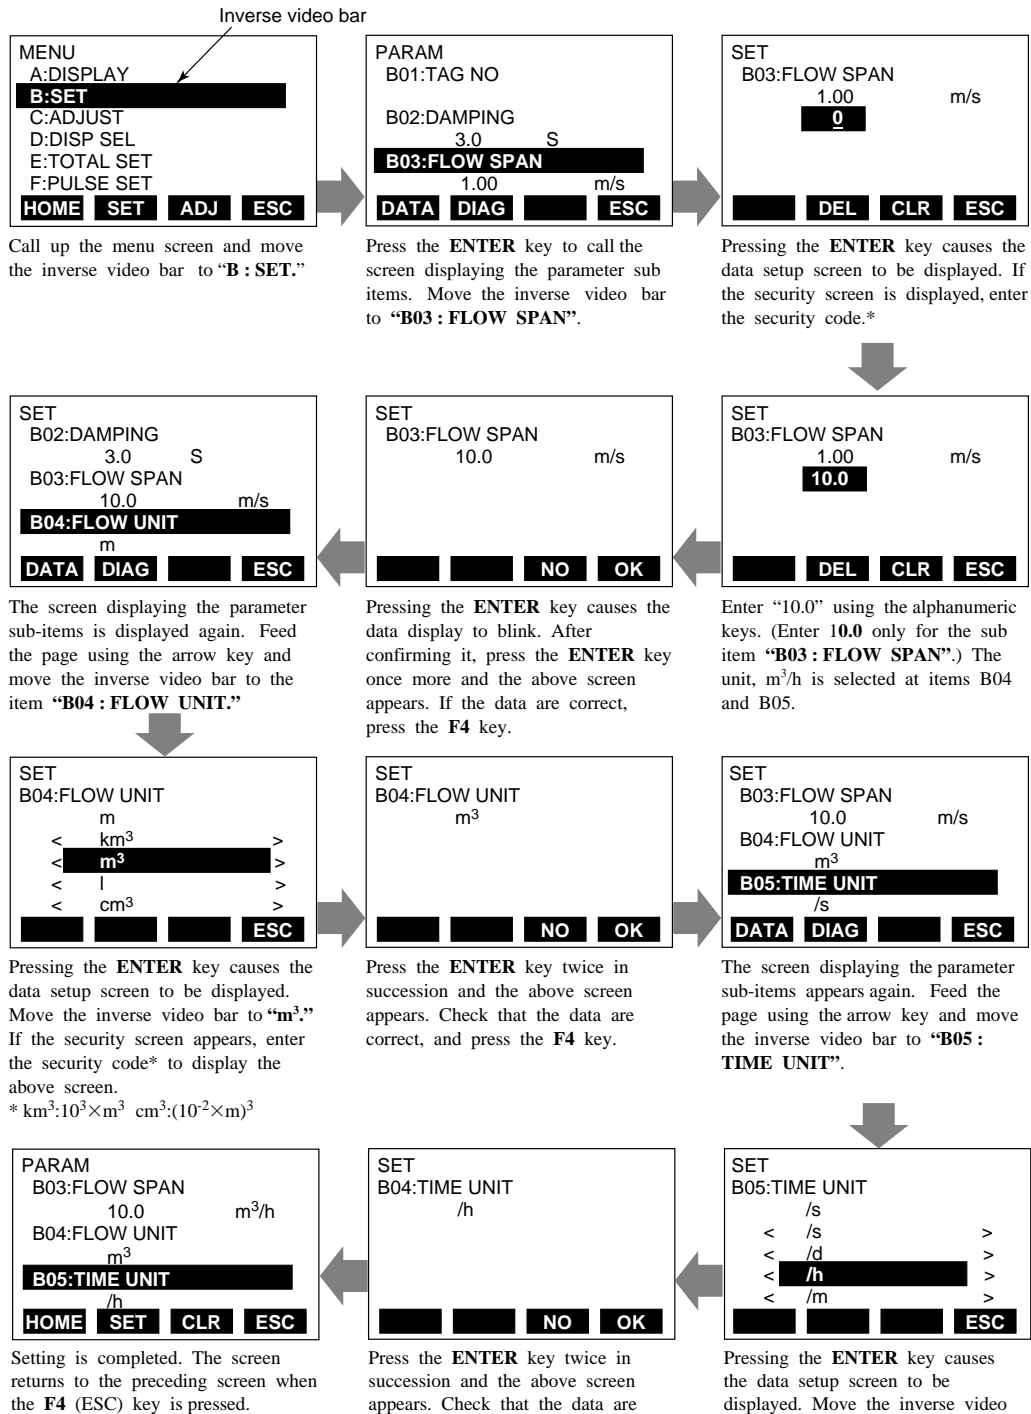 Inverse video bar
MENU
A:DISPLAY
B:SET
C:ADJUST
D:DISP SEL
E:TOTAL SET
F:PULSE SET
HOME SET ADJ ESC
Call up the menu screen and move
the inverse video bar to “B : SET.”
PARAM
B01:TAG NO
B02:DAMPING
3.0 S
B03:FLOW SPAN
1.00 m/s
DATA DIAG ESC
Press the ENTER key to call the
screen displaying the parameter sub
items. Move the inverse video bar
to “B03 : FLOW SPAN”.
SET
B03:FLOW SPAN
1.00 m/s
0
DEL CLR ESC
Pressing the ENTER key causes the
data setup screen to be displayed. If
the security screen is displayed, enter
the security code.*
SET
B02:DAMPING
3.0 S
B03:FLOW SPAN
10.0 m/s
B04:FLOW UNIT
m
DATA DIAG ESC
The screen displaying the parameter
sub-items is displayed again. Feed
the page using the arrow key and
move the inverse video bar to the
item “B04 : FLOW UNIT.”
SET
B03:FLOW SPAN
10.0 m/s
NO OK
Pressing the ENTER key causes the
data display to blink. After
confirming it, press the ENTER key
once more and the above screen
appears. If the data are correct,
press the F4 key.
SET
B03:FLOW SPAN
1.00 m/s
10.0
DEL CLR ESC
Enter “10.0” using the alphanumeric
keys. (Enter 10.0 only for the sub
item “B03 : FLOW SPAN”.) The
unit, m³/h is selected at items B04
and B05.
SET
B04:FLOW UNIT
m
< km³ >
< m³ >
< l >
< cm³ >
ESC
Pressing the ENTER key causes the
data setup screen to be displayed.
Move the inverse video bar to “m³.”
If the security screen appears, enter
the security code* to display the
above screen.
* km³:10³×m³ cm³:(10⁻²×m)³
SET
B04:FLOW UNIT
m³
NO OK
Press the ENTER key twice in
succession and the above screen
appears. Check that the data are
correct, and press the F4 key.
SET
B03:FLOW SPAN
10.0 m/s
B04:FLOW UNIT
m³
B05:TIME UNIT
/s
DATA DIAG ESC
The screen displaying the parameter
sub-items appears again. Feed the
page using the arrow key and move
the inverse video bar to “B05 :
TIME UNIT”.
PARAM
B03:FLOW SPAN
10.0 m³/h
B04:FLOW UNIT
m³
B05:TIME UNIT
/h
HOME SET CLR ESC
Setting is completed. The screen
returns to the preceding screen when
the F4 (ESC) key is pressed.
SET
B04:TIME UNIT
/h
NO OK
Press the ENTER key twice in
succession and the above screen
appears. Check that the data are
SET
B05:TIME UNIT
/s
< /s >
< /d >
< /h >
< /m >
ESC
Pressing the ENTER key causes
the data setup screen to be
displayed. Move the inverse video